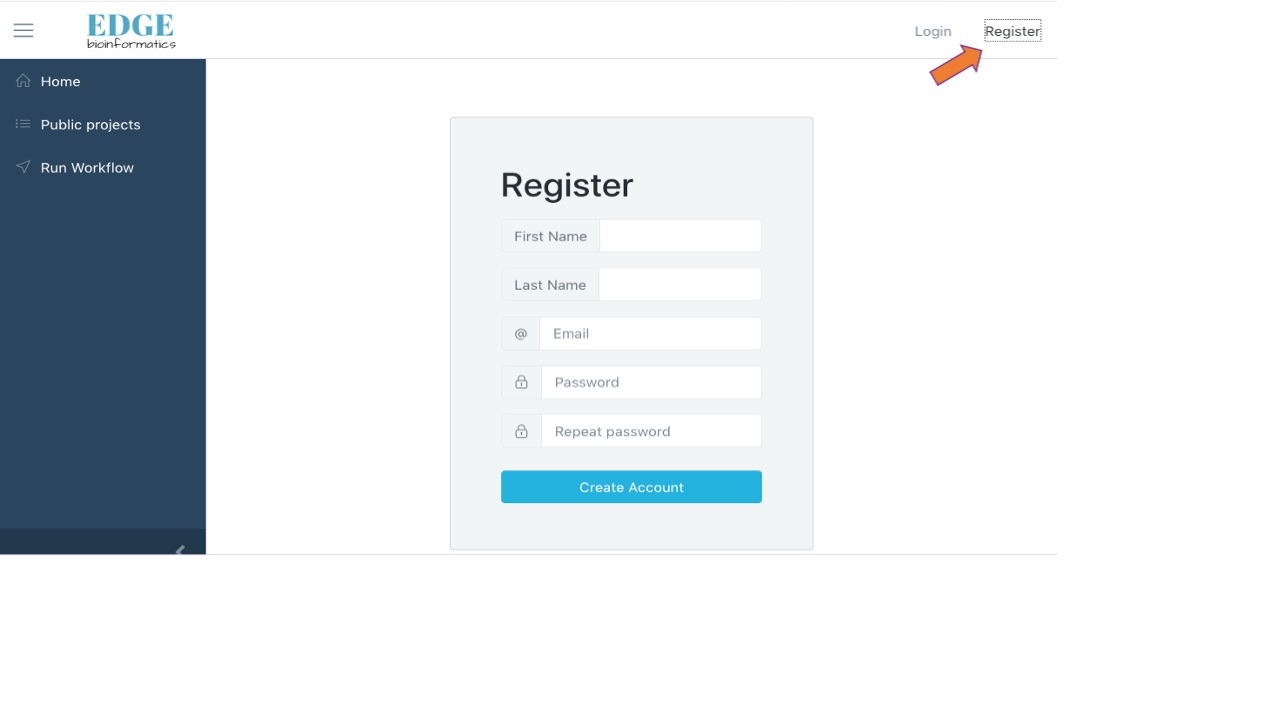 EDGE
bioinformatics
Login
Register
Home
Public projects
Run Workflow
Register
First Name
Last Name
@
Email
Password
Repeat password
Create Account